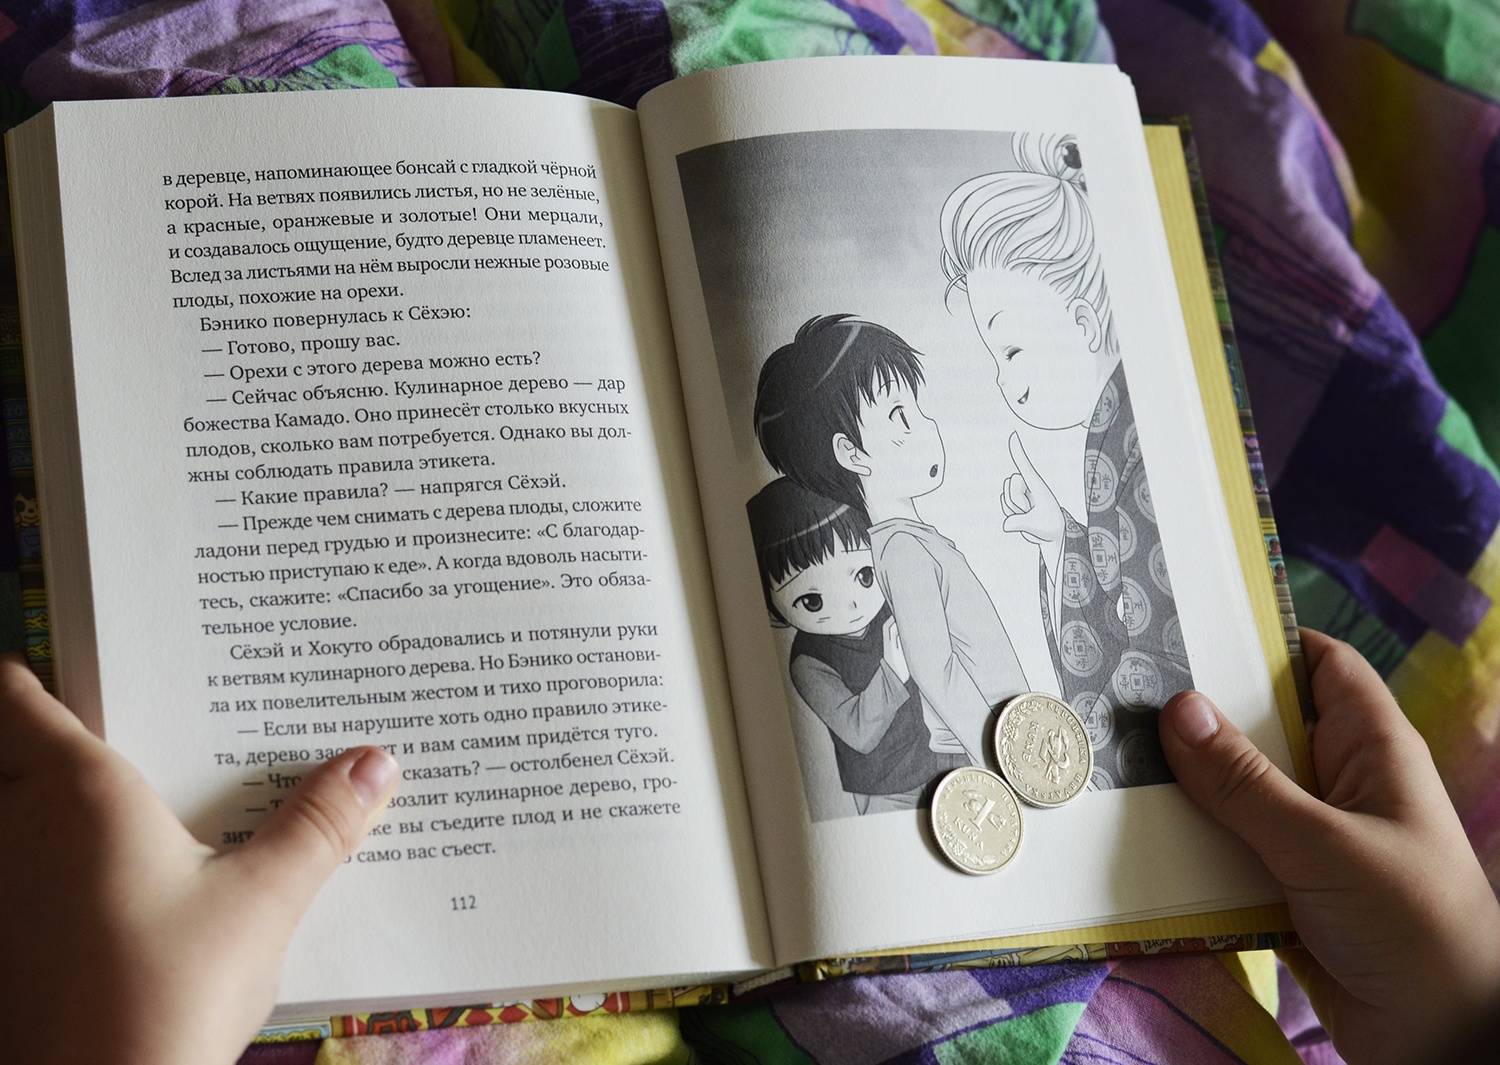 в деревце, напоминающее бонсай с гладкой чёрной
корой. На ветвях появились листья, но не зелёные,
а красные, оранжевые и золотые! Они мерцали,
и создавалось ощущение, будто деревце пламенеет.
Вслед за листьями на нём выросли нежные розовые
плоды, похожие на орехи.
Бэнико повернулась к Сёхэю:
— Готово, прошу вас.
— Орехи с этого дерева можно есть?
— Сейчас объясню. Кулинарное дерево — дар
божества Камадо. Оно принесёт столько вкусных
плодов, сколько вам потребуется. Однако вы дол-
жны соблюдать правила этикета.
— Какие правила? — напрягся Сёхэй.
— Прежде чем снимать с дерева плоды, сложите
ладони перед грудью и произнесите: «С благодар-
ностью приступаю к еде». А когда вдоволь насыти-
тесь, скажите: «Спасибо за угощение». Это обяза-
тельное условие.
Сёхэй и Хокуто обрадовались и потянули руки
к ветвям кулинарного дерева. Но Бэнико останови-
ла их повелительным жестом и тихо проговорила:
— Если вы нарушите хоть одно правило этике-
та, дерево и вам самим придётся туго.
— сказать? — остолбенел Сёхэй.
— кулинарное дерево, гро-
вы съедите плод и не скажете
само вас съест.
112
1
KUNA